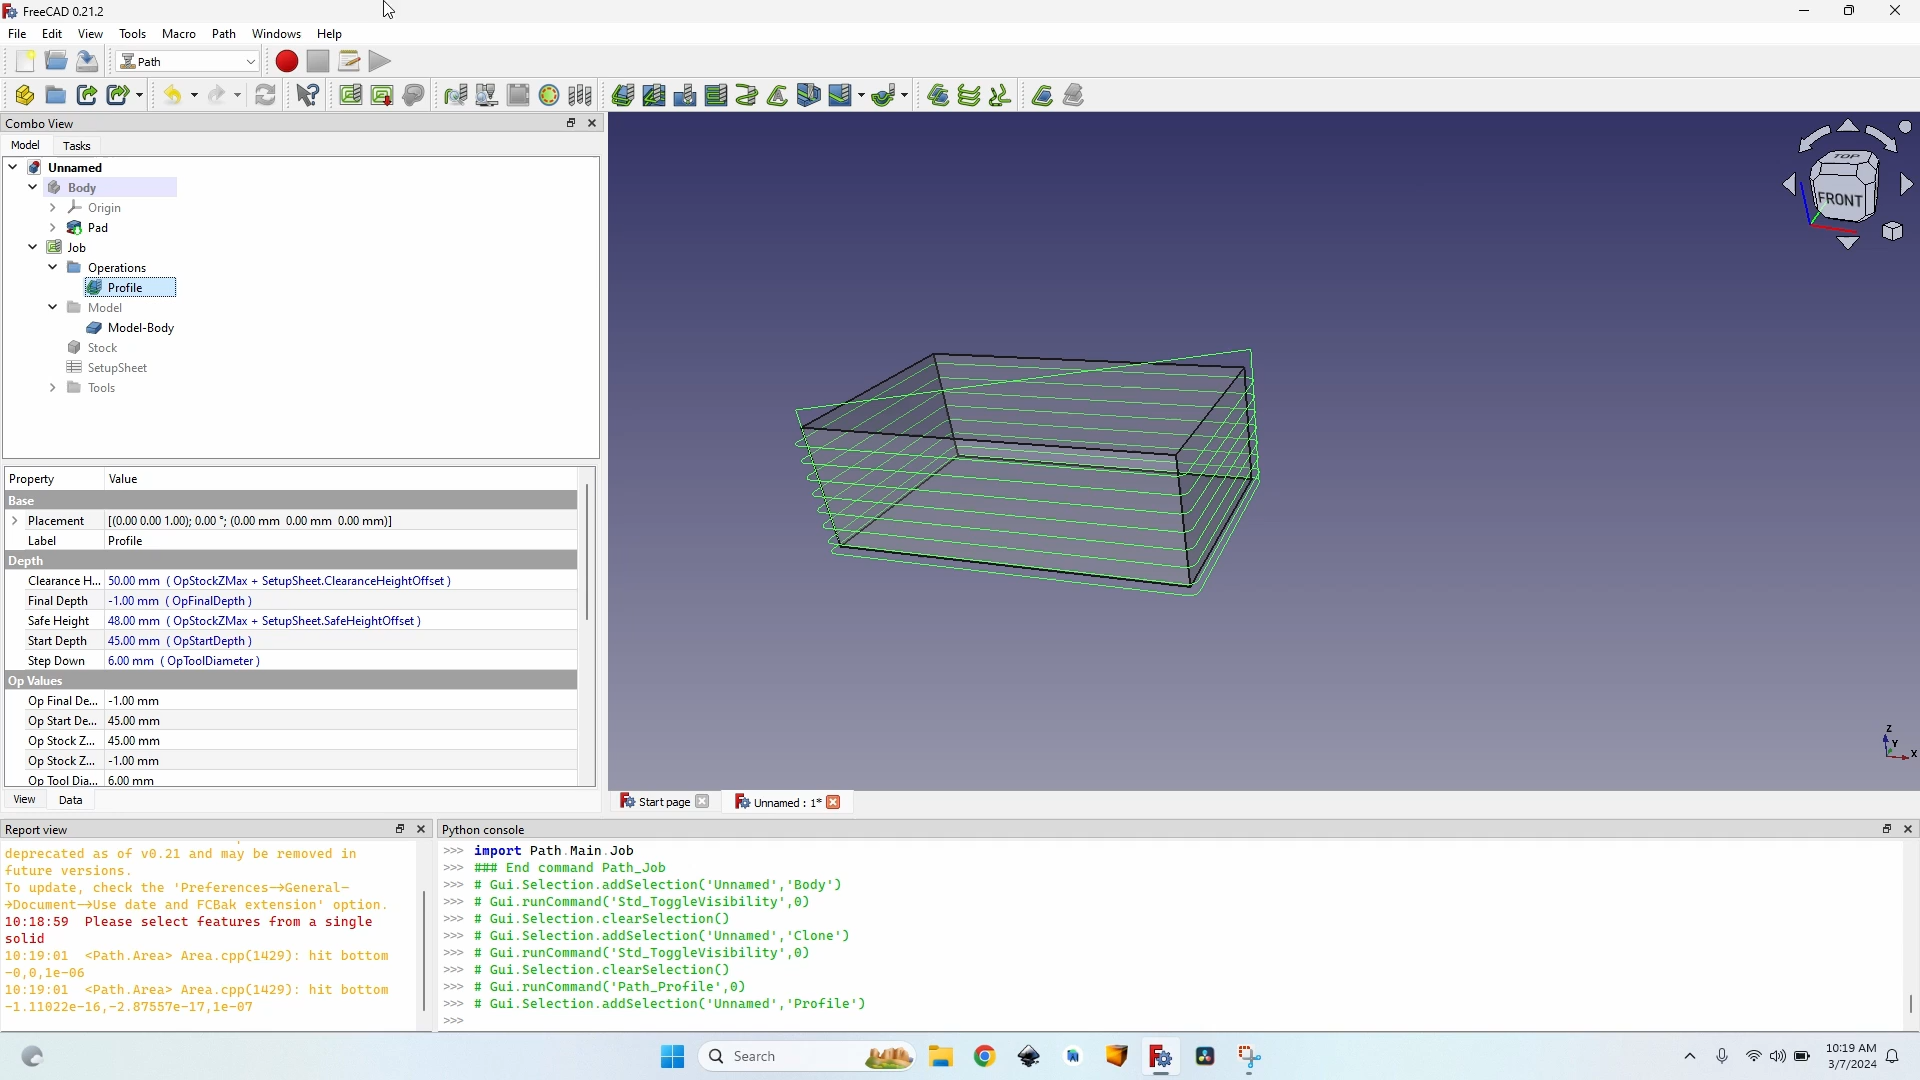 FreeCAD 0.21.2
File Edit View Tools Macro Path Windows Help
Path
Combo View
Model Tasks
Unnamed
Body
Origin
Pad
Job
Operations
Profile
Model
Model-Body
Stock
SetupSheet
Tools
TOP
FRONT
Property Value
Base
Placement [(0.00 0.00 1.00); 0.00 °; (0.00 mm 0.00 mm 0.00 mm)]
Label Profile
Depth
Clearance H... 50.00 mm ( OpStockZMax + SetupSheet.ClearanceHeightOffset )
Final Depth -1.00 mm ( OpFinalDepth )
Safe Height 48.00 mm ( OpStockZMax + SetupSheet.SafeHeightOffset )
Start Depth 45.00 mm ( OpStartDepth )
Step Down 6.00 mm ( OpToolDiameter )
Op Values
Op Final De... -1.00 mm
Op Start De... 45.00 mm
Op Stock Z... 45.00 mm
Op Stock Z... -1.00 mm
Op Tool Dia... 6.00 mm
View Data
Z
Y
X
Start page Unnamed : 1*
Report view
deprecated as of v0.21 and may be removed in
future versions.
To update, check the 'Preferences->General-
->Document->Use date and FCBak extension' option.
10:18:59 Please select features from a single
solid
10:19:01 <Path.Area> Area.cpp(1429): hit bottom
-0,0,1e-06
10:19:01 <Path.Area> Area.cpp(1429): hit bottom
-1.11022e-16,-2.87557e-17,1e-07
Python console
>>> import Path.Main.Job
>>> ### End command Path_Job
>>> # Gui.Selection.addSelection('Unnamed','Body')
>>> # Gui.runCommand('Std_ToggleVisibility',0)
>>> # Gui.Selection.clearSelection()
>>> # Gui.Selection.addSelection('Unnamed','Clone')
>>> # Gui.runCommand('Std_ToggleVisibility',0)
>>> # Gui.Selection.clearSelection()
>>> # Gui.runCommand('Path_Profile',0)
>>> # Gui.Selection.addSelection('Unnamed','Profile')
>>>
Search
10:19 AM
3/7/2024